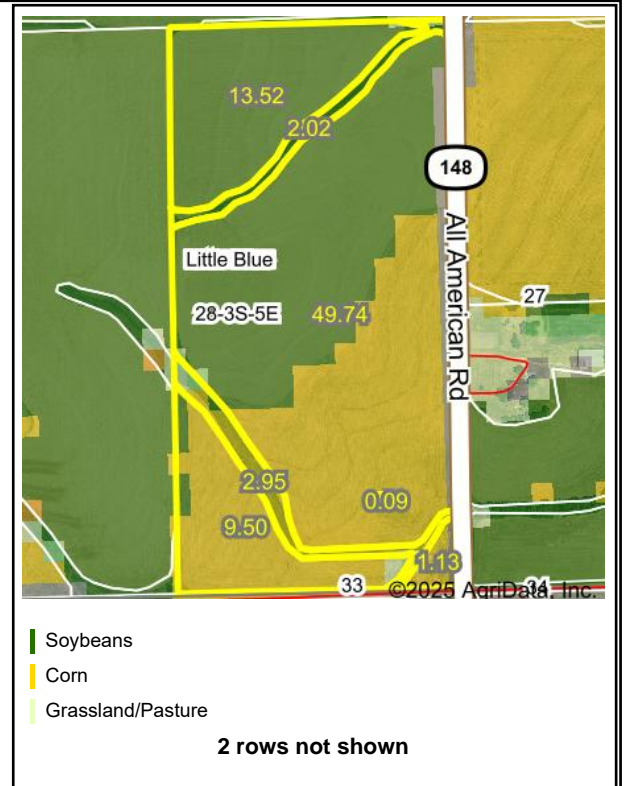 13.52
2.02
148
All American Rd
Little Blue
27
28-3S-5E
49.74
2.95
0.09
9.50
1.13
33
34
©2025 AgriData, Inc.
Soybeans
Corn
Grassland/Pasture
2 rows not shown